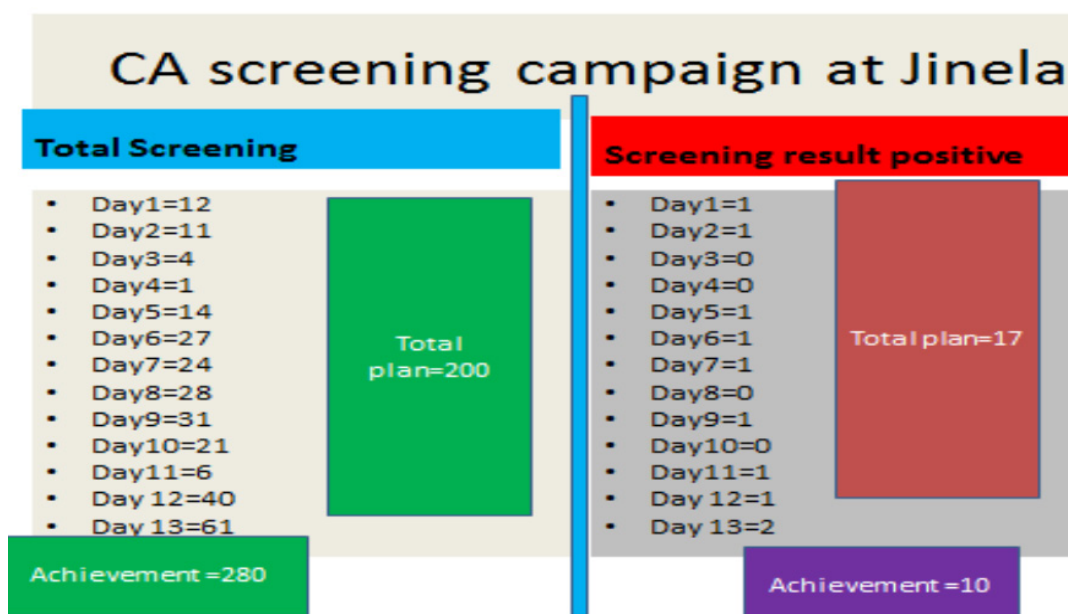 CA screening campaign at Jinela
Total Screening
• Day1=12
• Day2=11
• Day3=4
• Day4=1
• Day5=14
• Day6=27
• Day7=24
• Day8=28
• Day9=31
• Day10=21
• Day11=6
• Day 12=40
• Day 13=61
Total
plan=200
Achievement =280
Screening result positive
• Day1=1
• Day2=1
• Day3=0
• Day4=0
• Day5=1
• Day6=1
• Day7=1
• Day8=0
• Day9=1
• Day10=0
• Day11=1
• Day 12=1
• Day 13=2
Total plan=17
Achievement =10